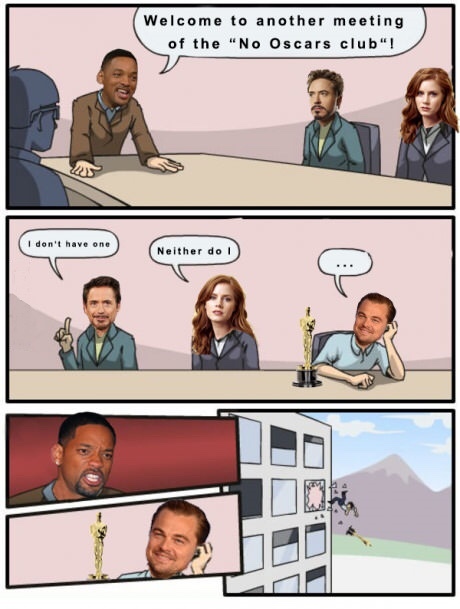 Welcome to another meeting
of the “No Oscars club“!
I don't have one
Neither do I
...